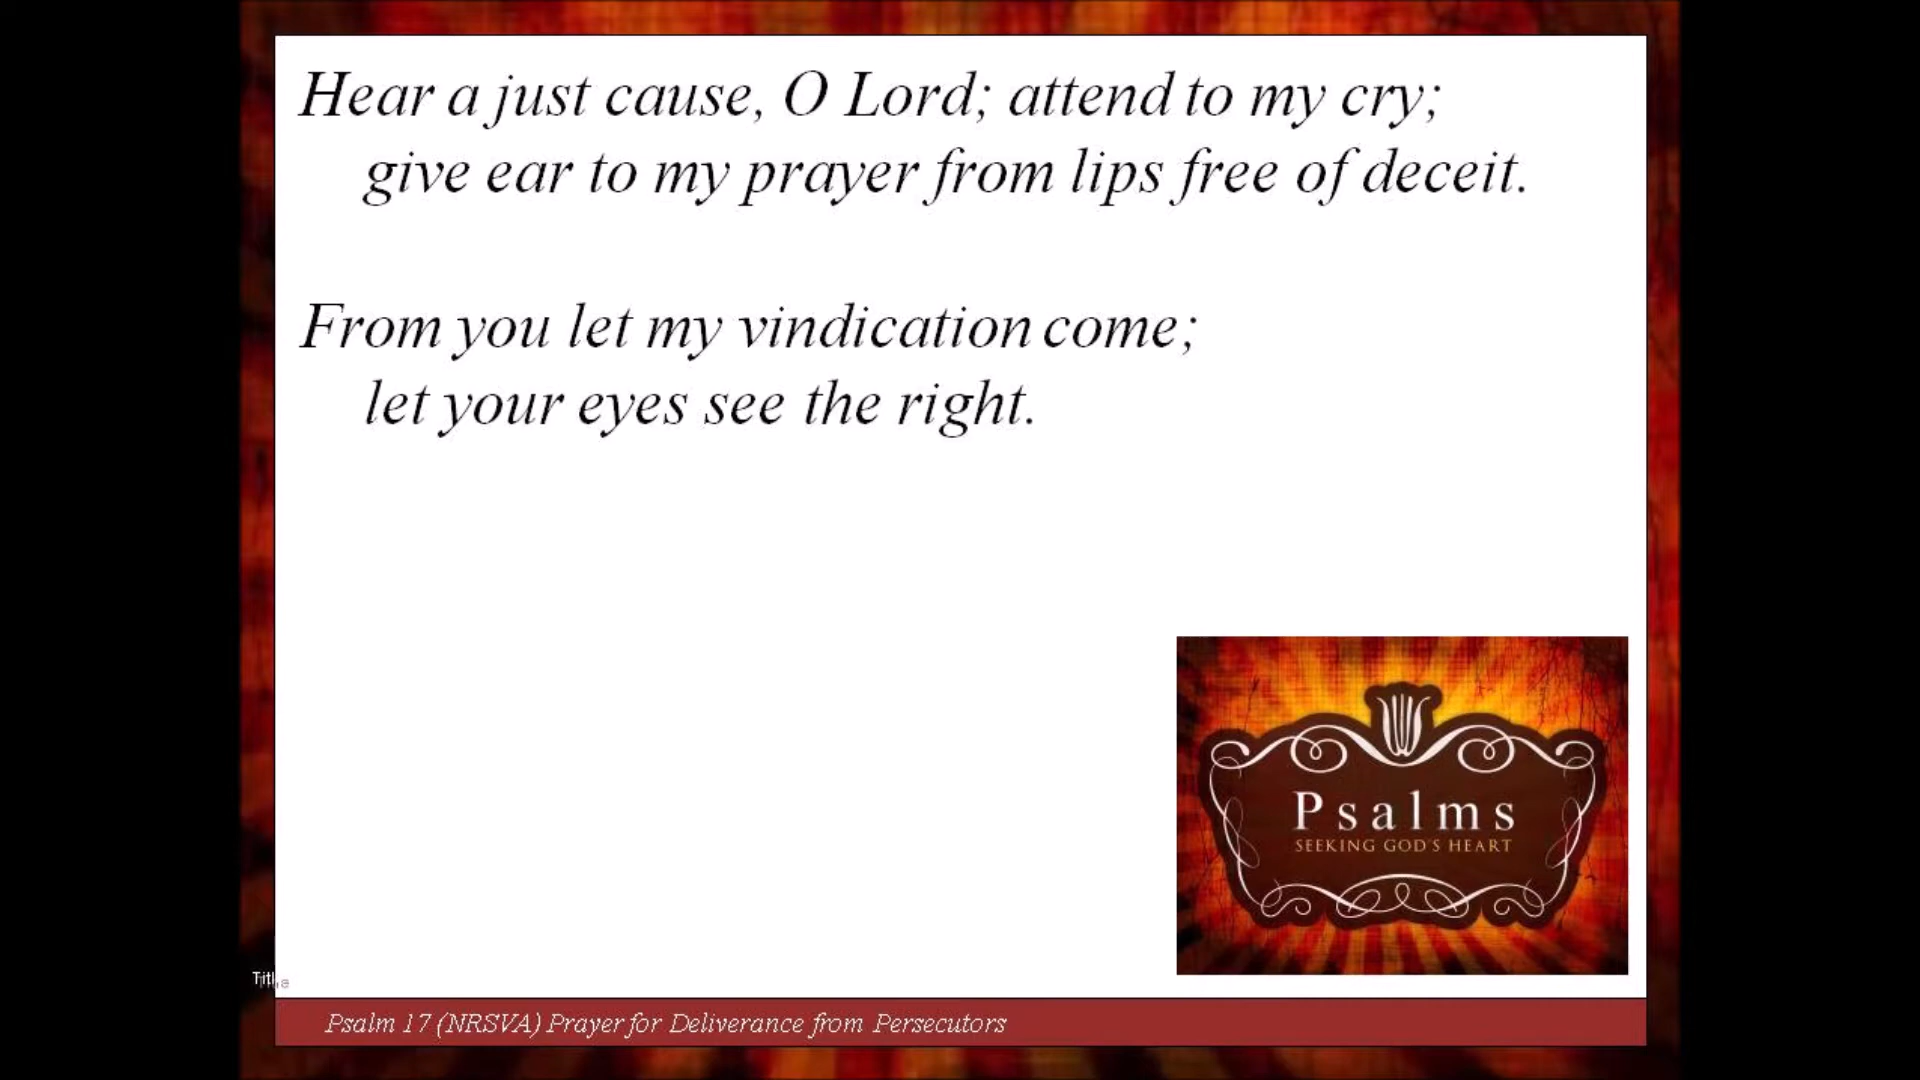 Hear a just cause, O Lord; attend to my cry;
give ear to my prayer from lips free of deceit.
From you let my vindication come;
let your eyes see the right.
Psalms
SEEKING GOD'S HEART
Title
Psalm 17 (NRSVA) Prayer for Deliverance from Persecutors